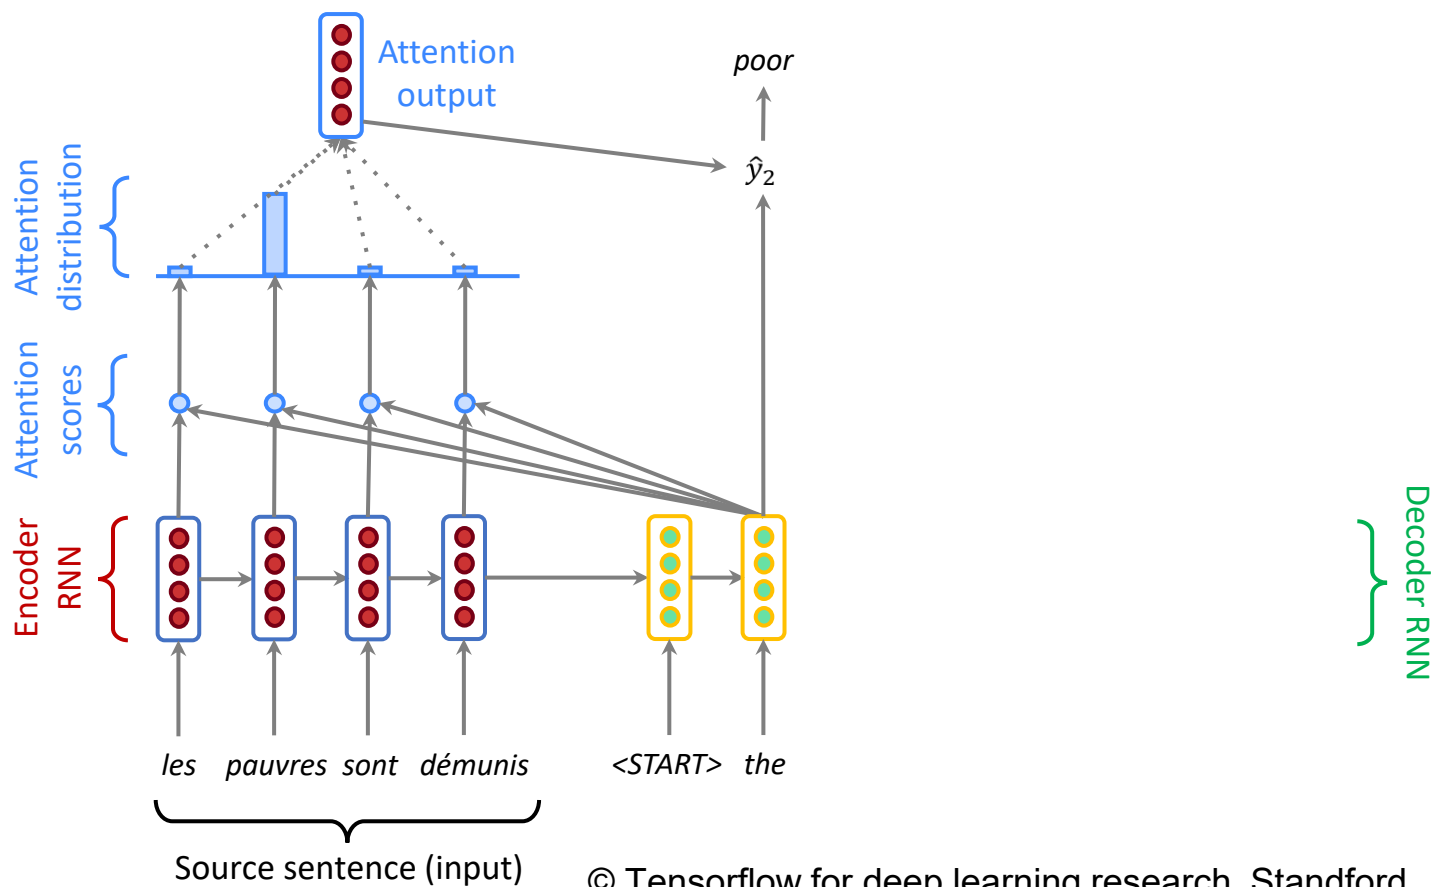 Attention
output
poor
ŷ₂
Attention
distribution
Attention
scores
Encoder
RNN
Decoder RNN
les pauvres sont démunis <START> the
Source sentence (input)
© Tensorflow for deep learning research. Standford